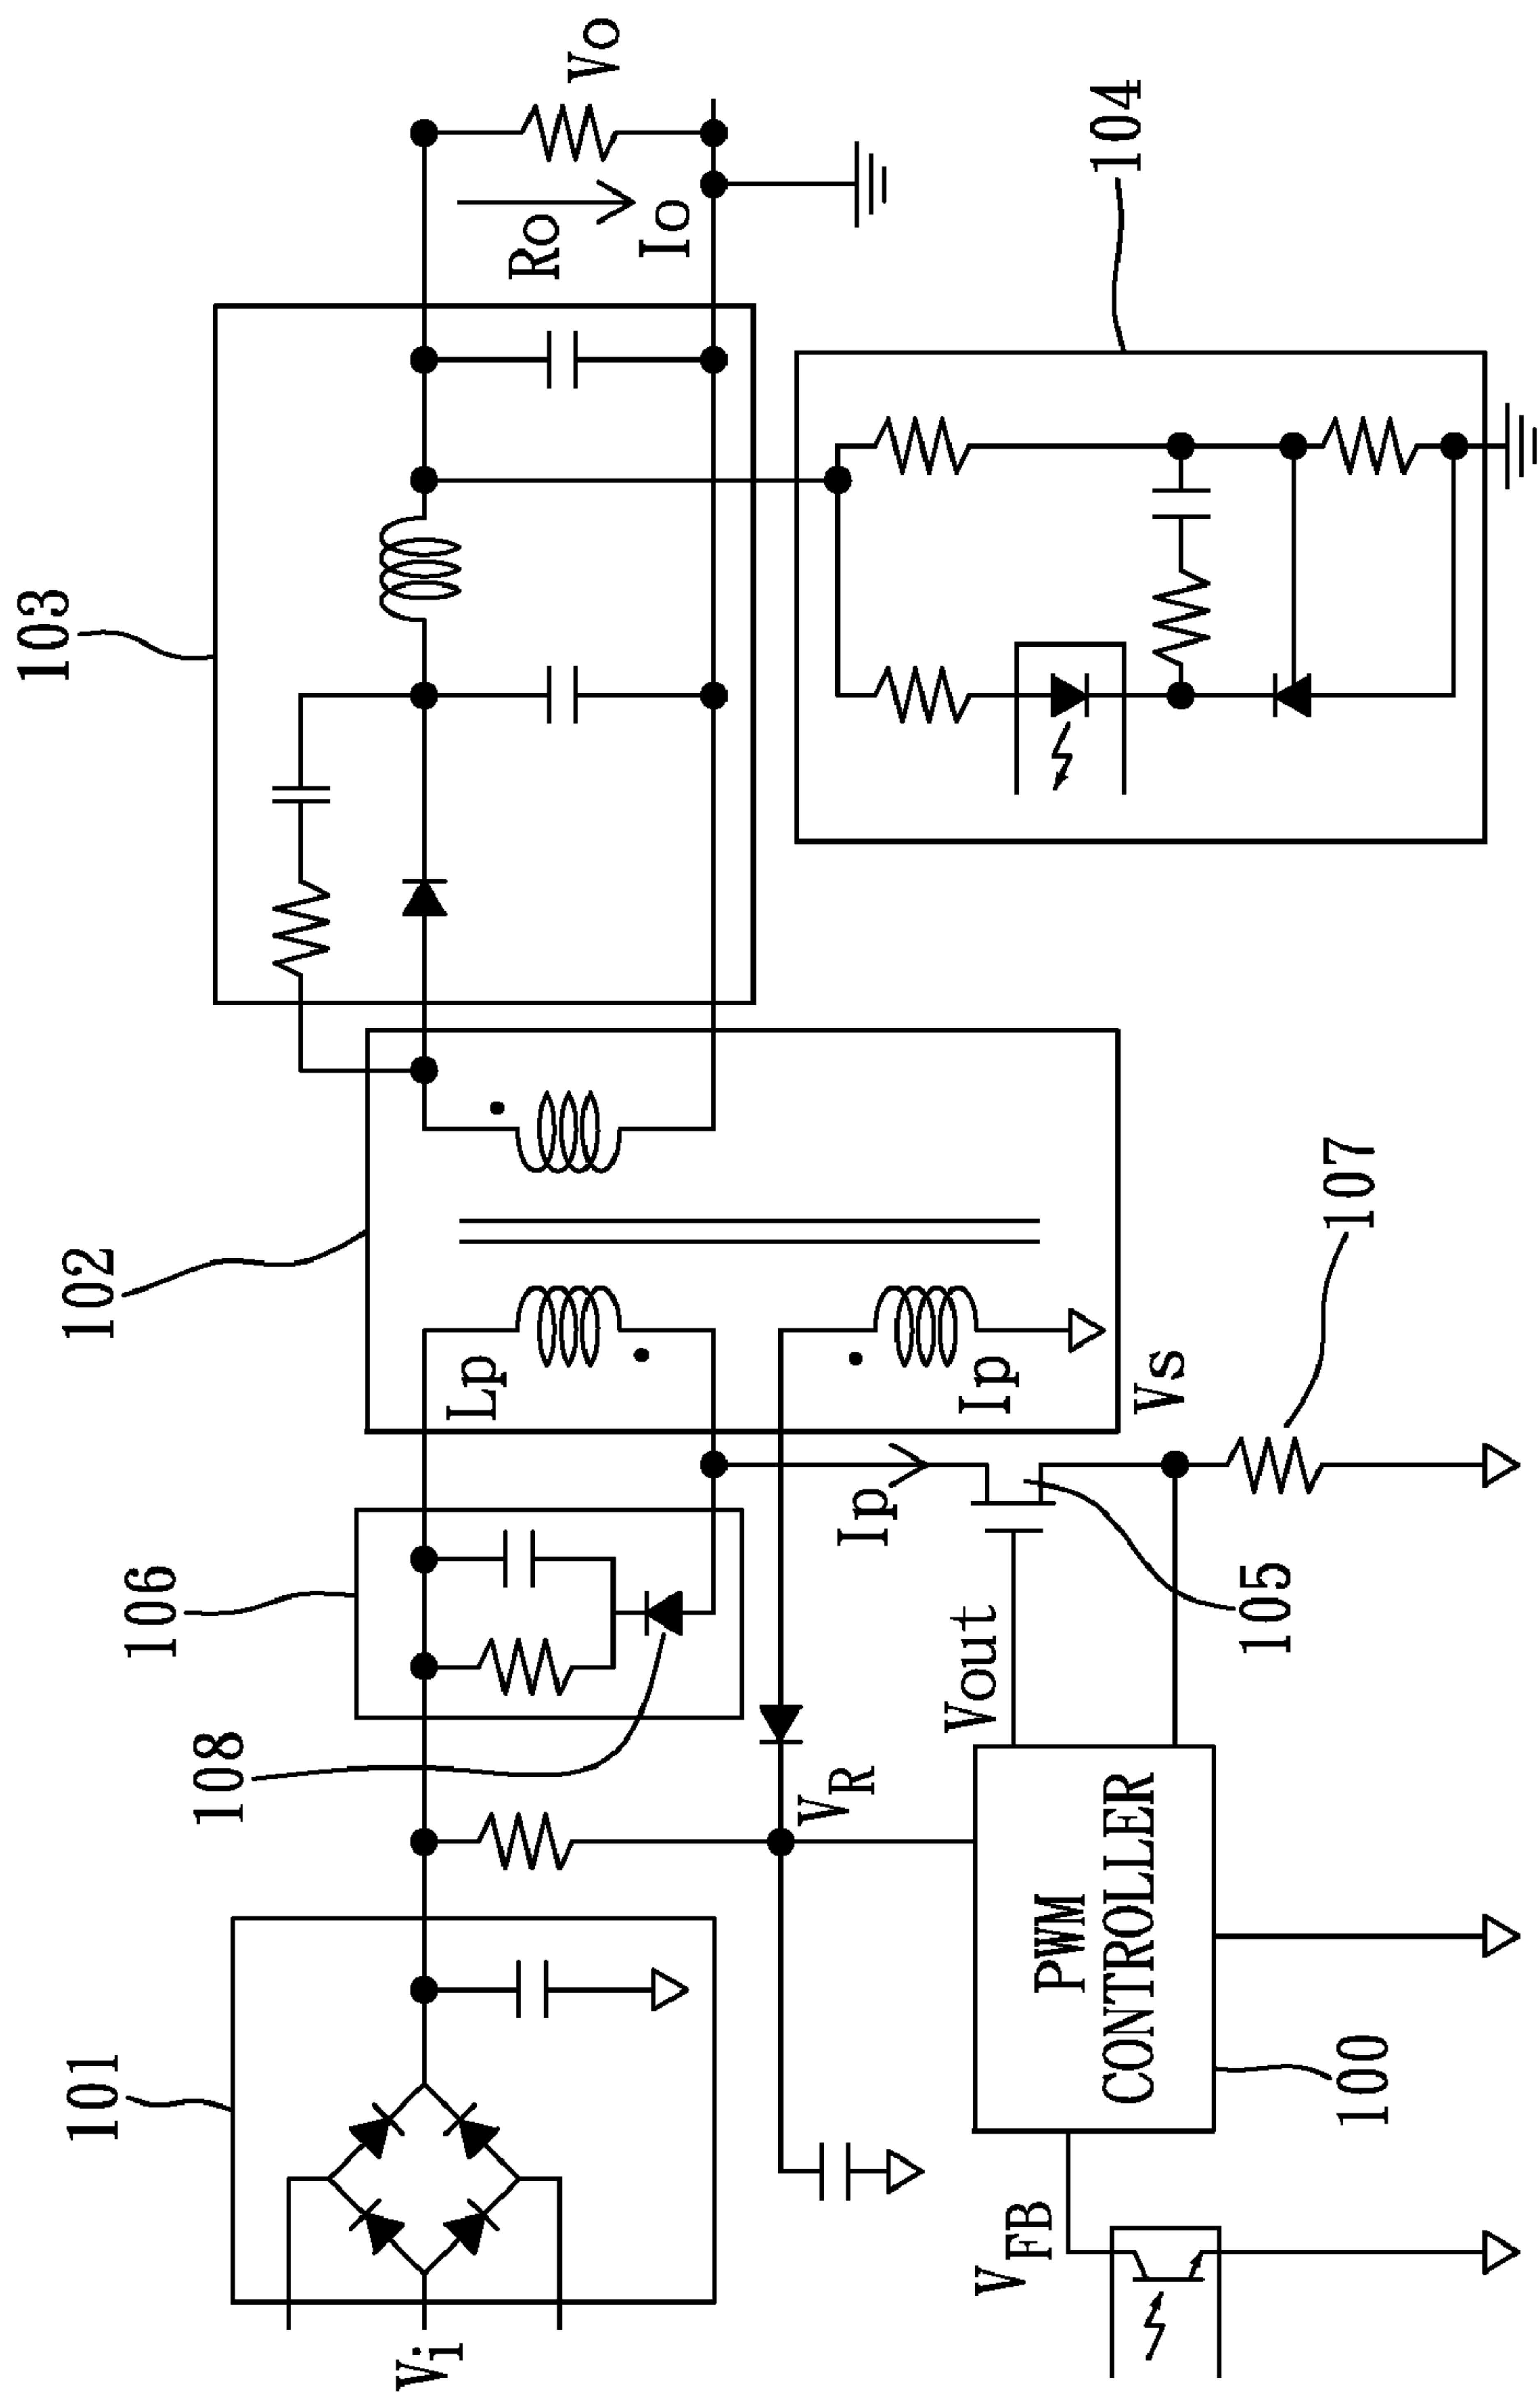 103
Vo
Ro
Io
102
104
106
Lp
108
101
Ip
Ip
Vs
107
VR
Vout
105
Vi
PWM
CONTROLLER
VFB
100